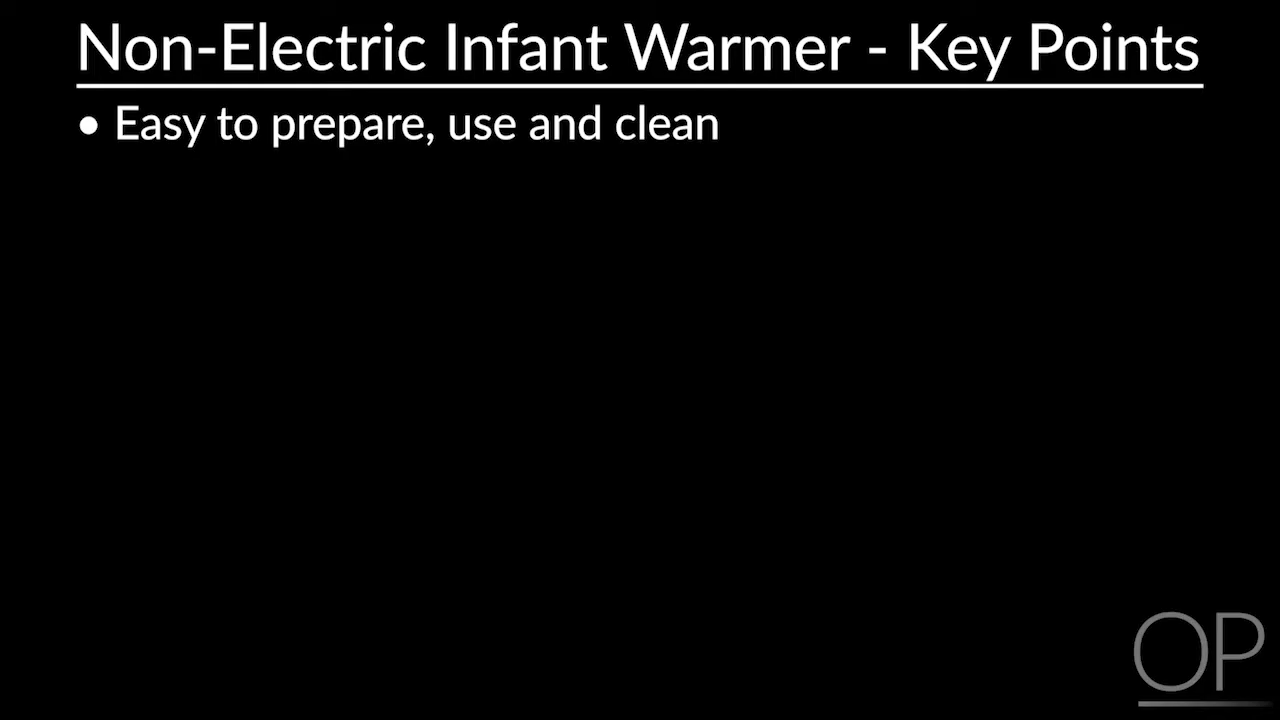 Non-Electric Infant Warmer - Key Points
• Easy to prepare, use and clean
OP